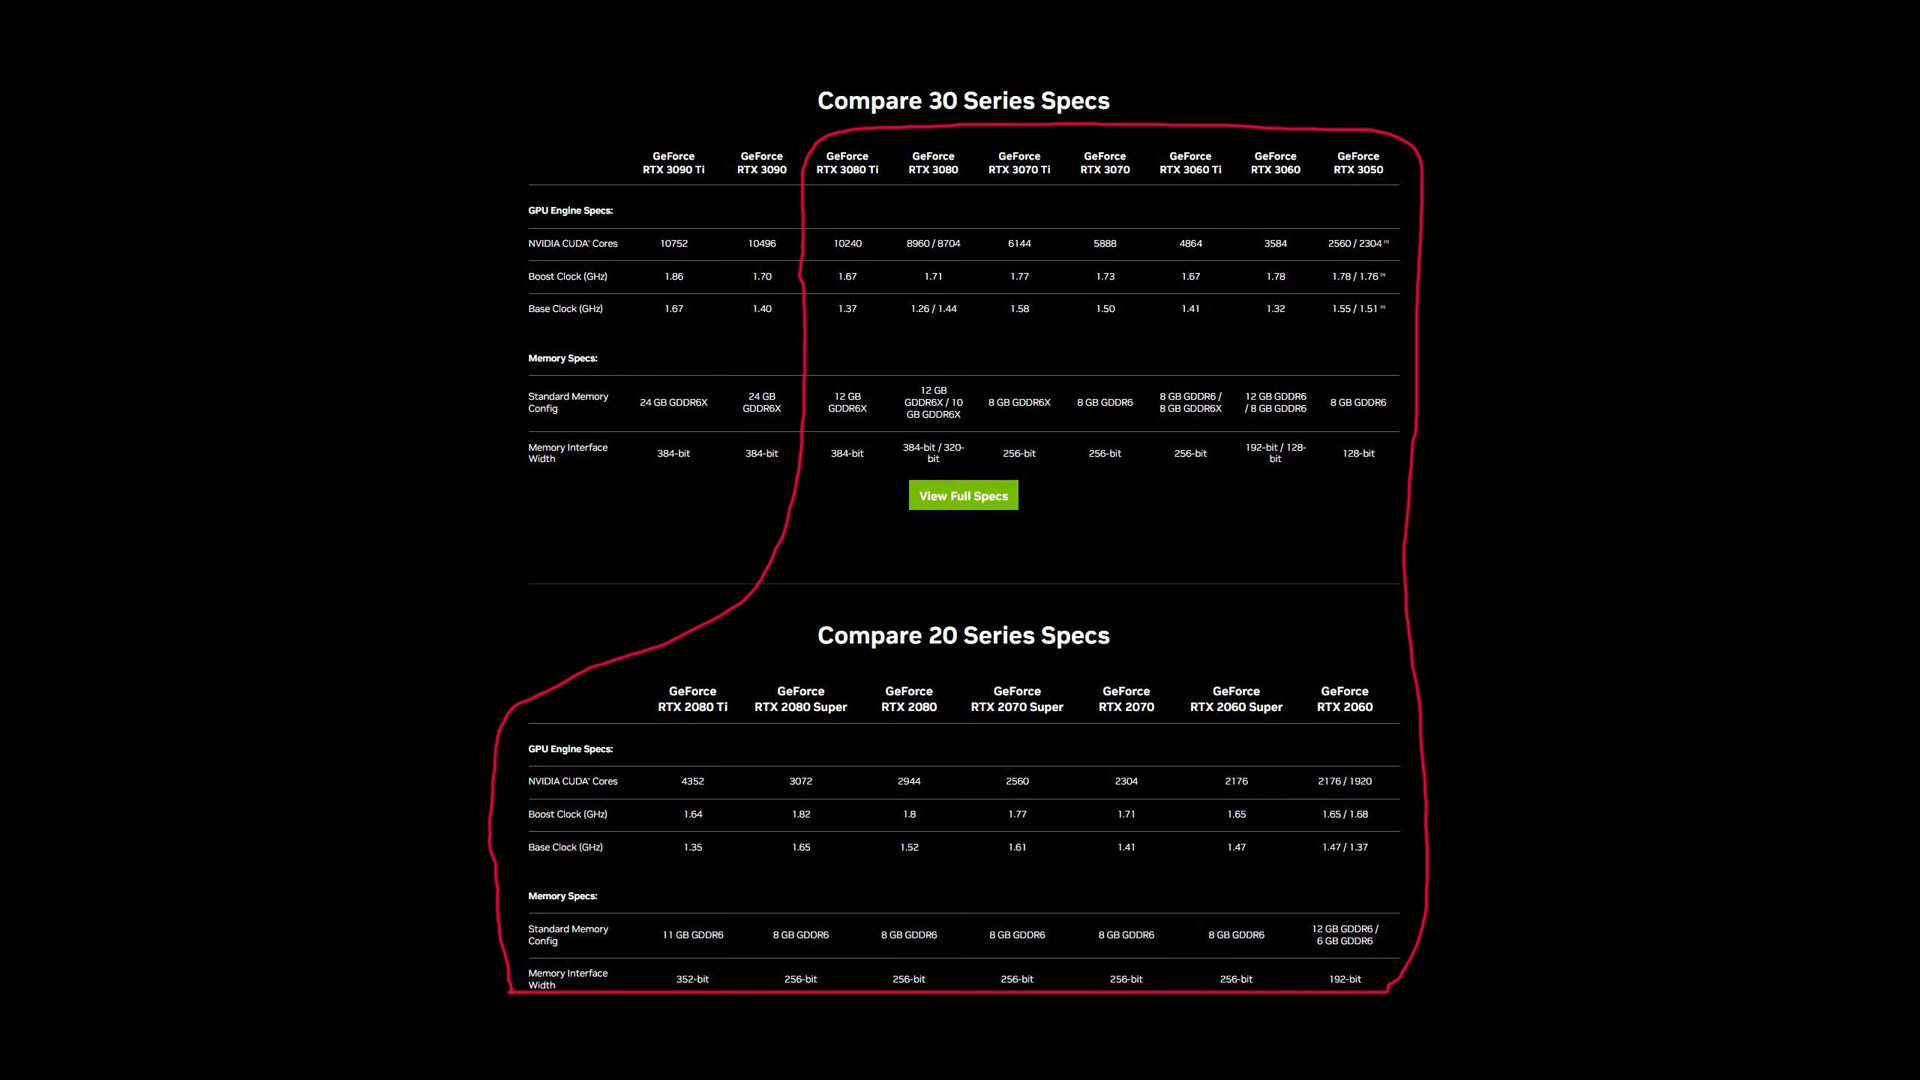 Compare 30 Series Specs
GeForce RTX 3090 Ti GeForce RTX 3090 GeForce RTX 3080 Ti GeForce RTX 3080 GeForce RTX 3070 Ti GeForce RTX 3070 GeForce RTX 3060 Ti GeForce RTX 3060 GeForce RTX 3050
GPU Engine Specs:
NVIDIA CUDA® Cores 10752 10496 10240 8960 / 8704 6144 5888 4864 3584 2560 / 2304
Boost Clock (GHz) 1.86 1.70 1.67 1.71 1.77 1.73 1.67 1.78 1.78 / 1.76
Base Clock (GHz) 1.67 1.40 1.37 1.26 / 1.44 1.58 1.50 1.41 1.32 1.55 / 1.51
Memory Specs:
Standard Memory Config 24 GB GDDR6X 24 GB GDDR6X 12 GB GDDR6X 12 GB GDDR6X / 10 GB GDDR6X 8 GB GDDR6X 8 GB GDDR6 8 GB GDDR6 / 8 GB GDDR6X 12 GB GDDR6 / 8 GB GDDR6 8 GB GDDR6
Memory Interface Width 384-bit 384-bit 384-bit 384-bit / 320-bit 256-bit 256-bit 256-bit 192-bit / 128-bit 128-bit
View Full Specs
Compare 20 Series Specs
GeForce RTX 2080 Ti GeForce RTX 2080 Super GeForce RTX 2080 GeForce RTX 2070 Super GeForce RTX 2070 GeForce RTX 2060 Super GeForce RTX 2060
GPU Engine Specs:
NVIDIA CUDA® Cores 4352 3072 2944 2560 2304 2176 2176 / 1920
Boost Clock (GHz) 1.64 1.82 1.8 1.77 1.71 1.65 1.65 / 1.68
Base Clock (GHz) 1.35 1.65 1.52 1.61 1.41 1.47 1.47 / 1.37
Memory Specs:
Standard Memory Config 11 GB GDDR6 8 GB GDDR6 8 GB GDDR6 8 GB GDDR6 8 GB GDDR6 8 GB GDDR6 12 GB GDDR6 / 6 GB GDDR6
Memory Interface Width 352-bit 256-bit 256-bit 256-bit 256-bit 256-bit 192-bit